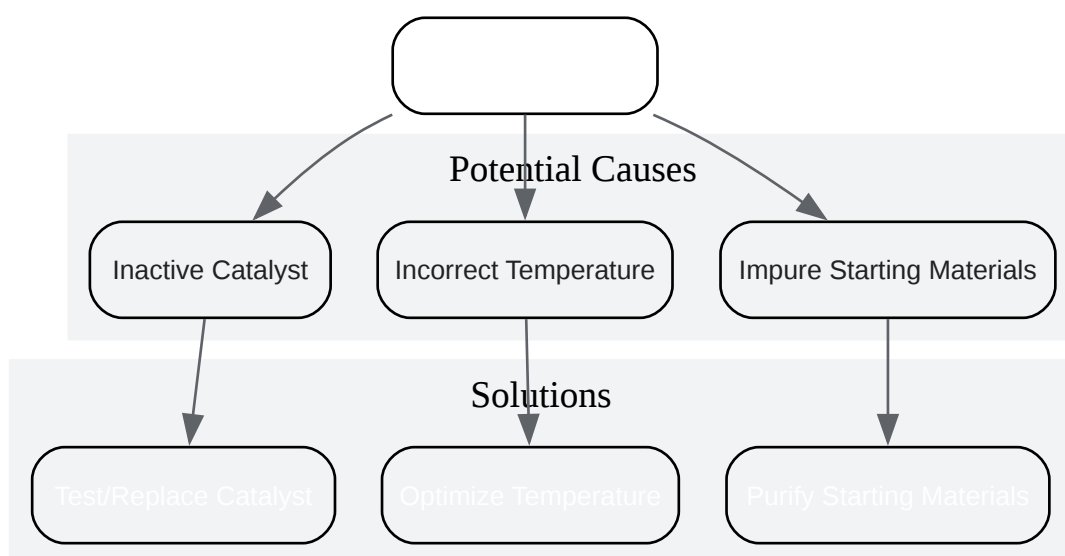 Potential Causes
Inactive Catalyst
Incorrect Temperature
Impure Starting Materials
Solutions
Test/Replace Catalyst
Optimize Temperature
Purify Starting Materials